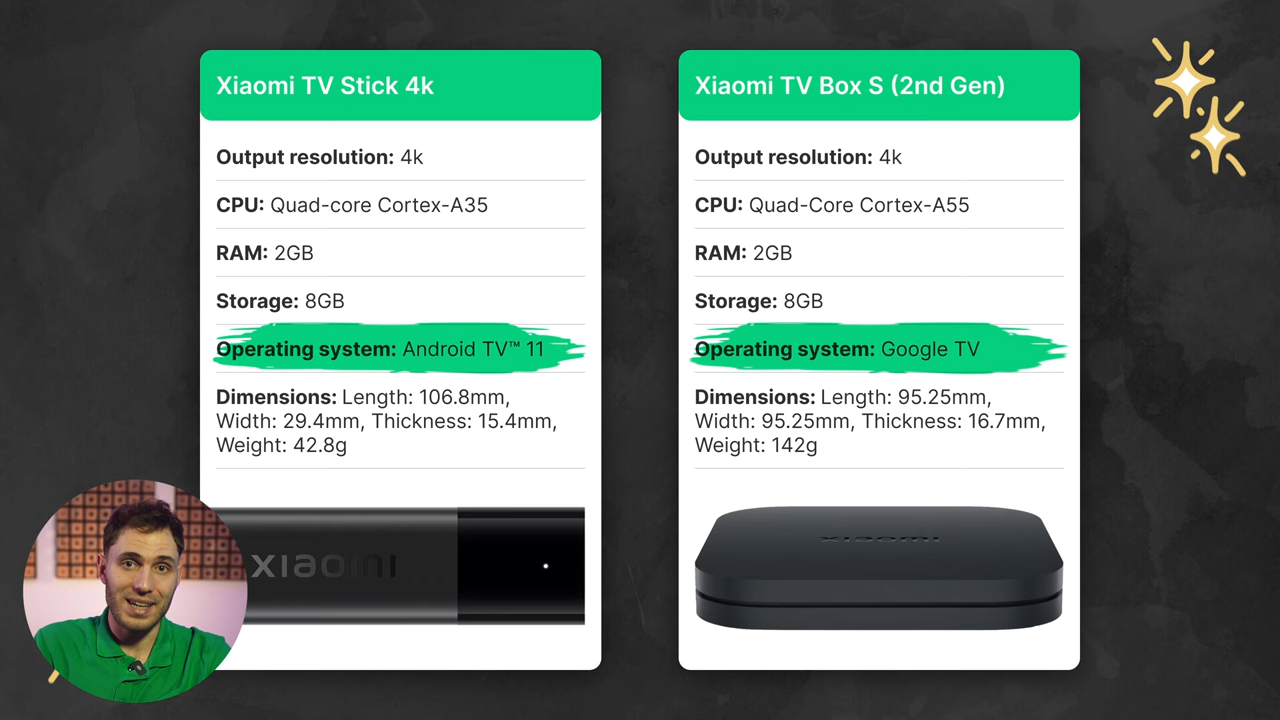 Xiaomi TV Stick 4k
Output resolution: 4k
CPU: Quad-core Cortex-A35
RAM: 2GB
Storage: 8GB
Operating system: Android TV™ 11
Dimensions: Length: 106.8mm,
Width: 29.4mm, Thickness: 15.4mm,
Weight: 42.8g
xiaomi
Xiaomi TV Box S (2nd Gen)
Output resolution: 4k
CPU: Quad-Core Cortex-A55
RAM: 2GB
Storage: 8GB
Operating system: Google TV
Dimensions: Length: 95.25mm,
Width: 95.25mm, Thickness: 16.7mm,
Weight: 142g
xiaomi